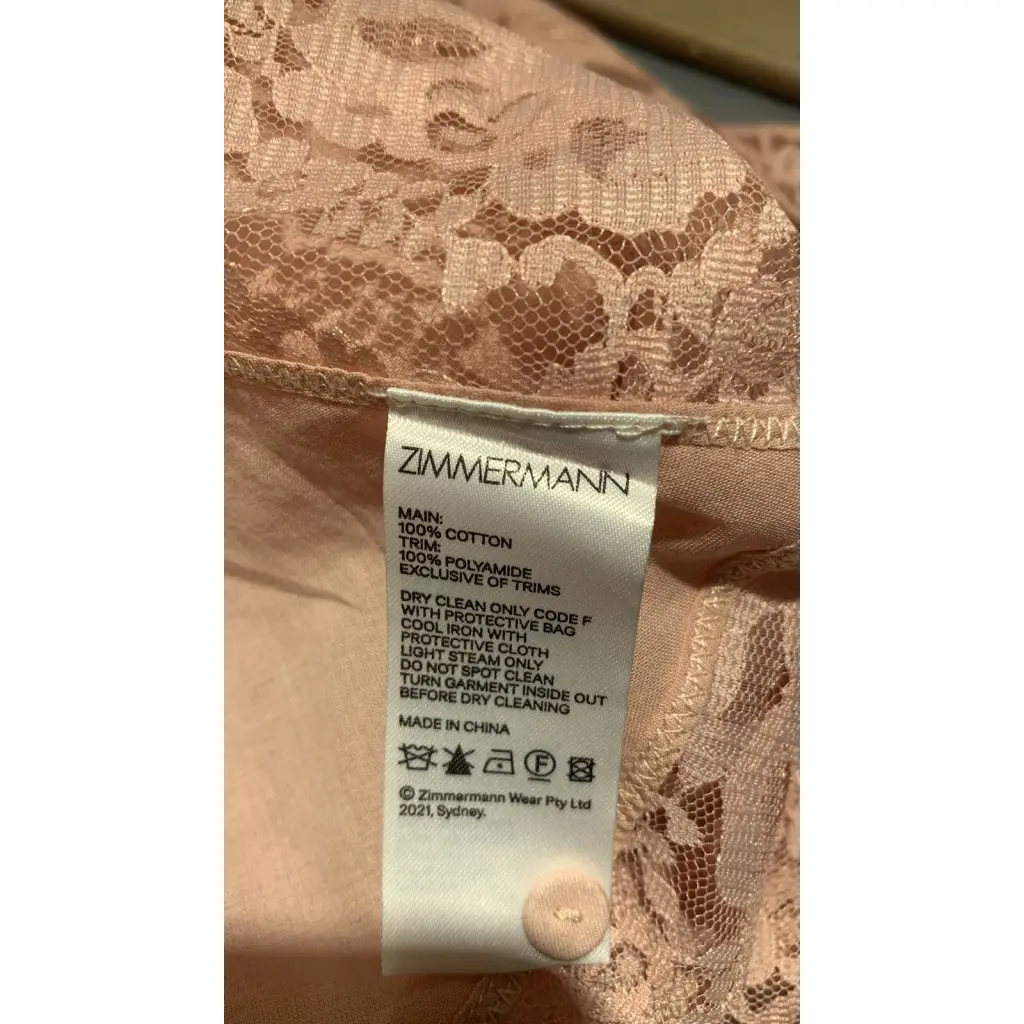 ZIMMERMANN
MAIN:
100% COTTON
TRIM:
100% POLYAMIDE
EXCLUSIVE OF TRIMS
DRY CLEAN ONLY CODE F
WITH PROTECTIVE BAG
COOL IRON WITH
PROTECTIVE CLOTH
LIGHT STEAM ONLY
DO NOT SPOT CLEAN
TURN GARMENT INSIDE OUT
BEFORE DRY CLEANING
MADE IN CHINA
F
© Zimmermann Wear Pty Ltd
2021, Sydney.